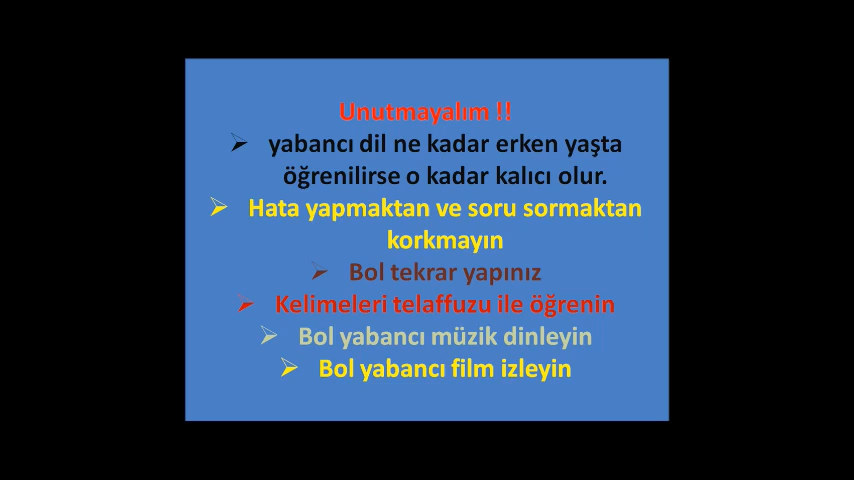 Unutmayalım !!
➢ yabancı dil ne kadar erken yaşta
öğrenilirse o kadar kalıcı olur.
➢ Hata yapmaktan ve soru sormaktan
korkmayın
➢ Bol tekrar yapınız
➢ Kelimeleri telaffuzu ile öğrenin
➢ Bol yabancı müzik dinleyin
➢ Bol yabancı film izleyin